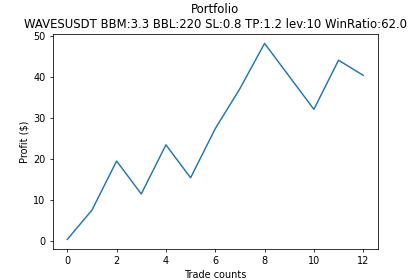 Portfolio
WAVESUSDT BBM:3.3 BBL:220 SL:0.8 TP:1.2 lev:10 WinRatio:62.0
50
40
30
20
10
0
Profit ($)
0 2 4 6 8 10 12
Trade counts